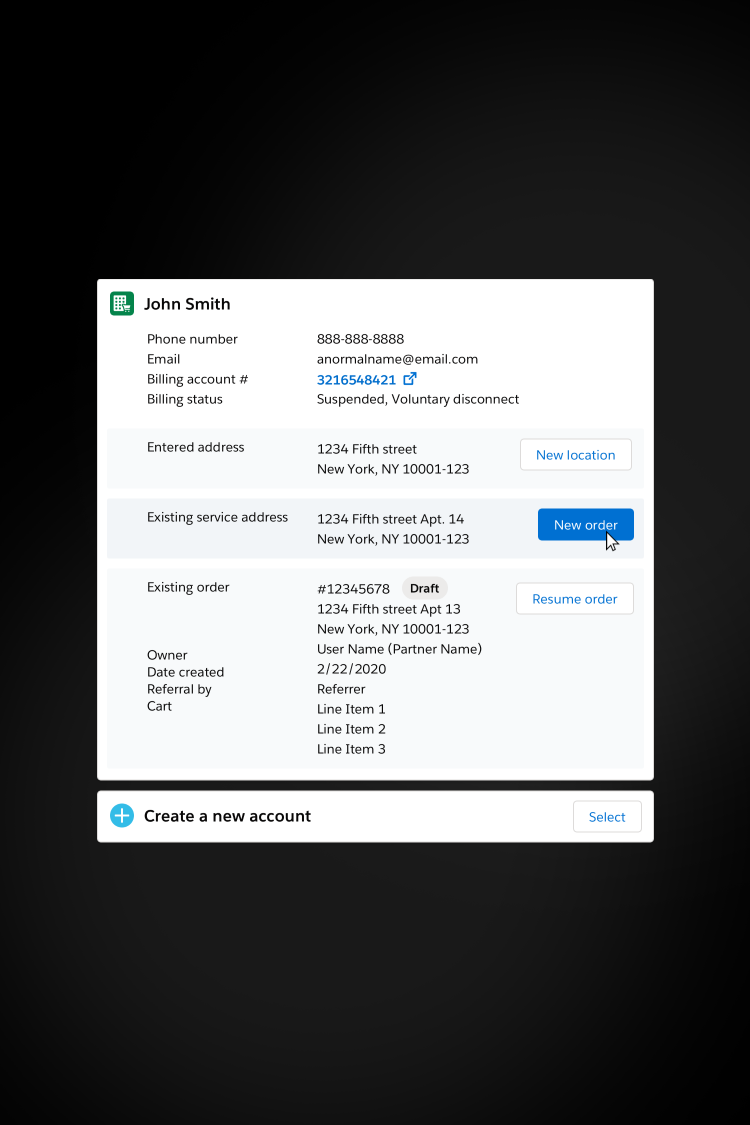 John Smith
Phone number 888-888-8888
Email anormalname@email.com
Billing account # 3216548421
Billing status Suspended, Voluntary disconnect
Entered address 1234 Fifth street
New York, NY 10001-123
New location
Existing service address 1234 Fifth street Apt. 14
New York, NY 10001-123
New order
Existing order #12345678 Draft
1234 Fifth street Apt 13
New York, NY 10001-123
Resume order
Owner User Name (Partner Name)
Date created 2/22/2020
Referral by Referrer
Cart Line Item 1
Line Item 2
Line Item 3
Create a new account Select